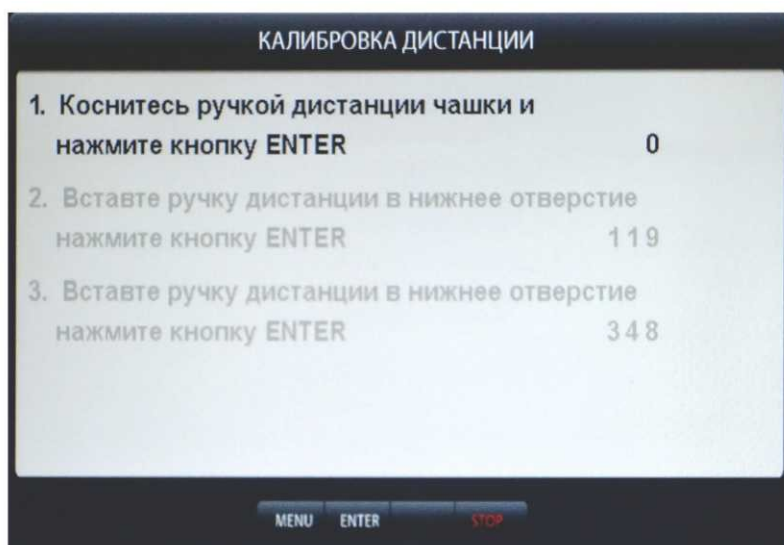 КАЛИБРОВКА ДИСТАНЦИИ
1. Коснитесь ручкой дистанции чашки и
нажмите кнопку ENTER 0
2. Вставте ручку дистанции в нижнее отверстие
нажмите кнопку ENTER 119
3. Вставте ручку дистанции в нижнее отверстие
нажмите кнопку ENTER 348
MENU ENTER STOP